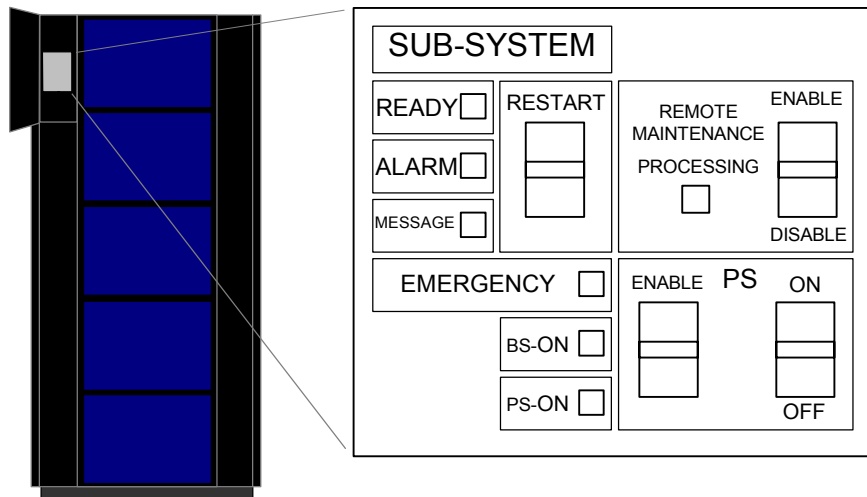 SUB-SYSTEM
READY
ALARM
MESSAGE
RESTART
REMOTE
MAINTENANCE
PROCESSING
ENABLE
DISABLE
EMERGENCY
BS-ON
PS-ON
ENABLE
PS
ON
OFF